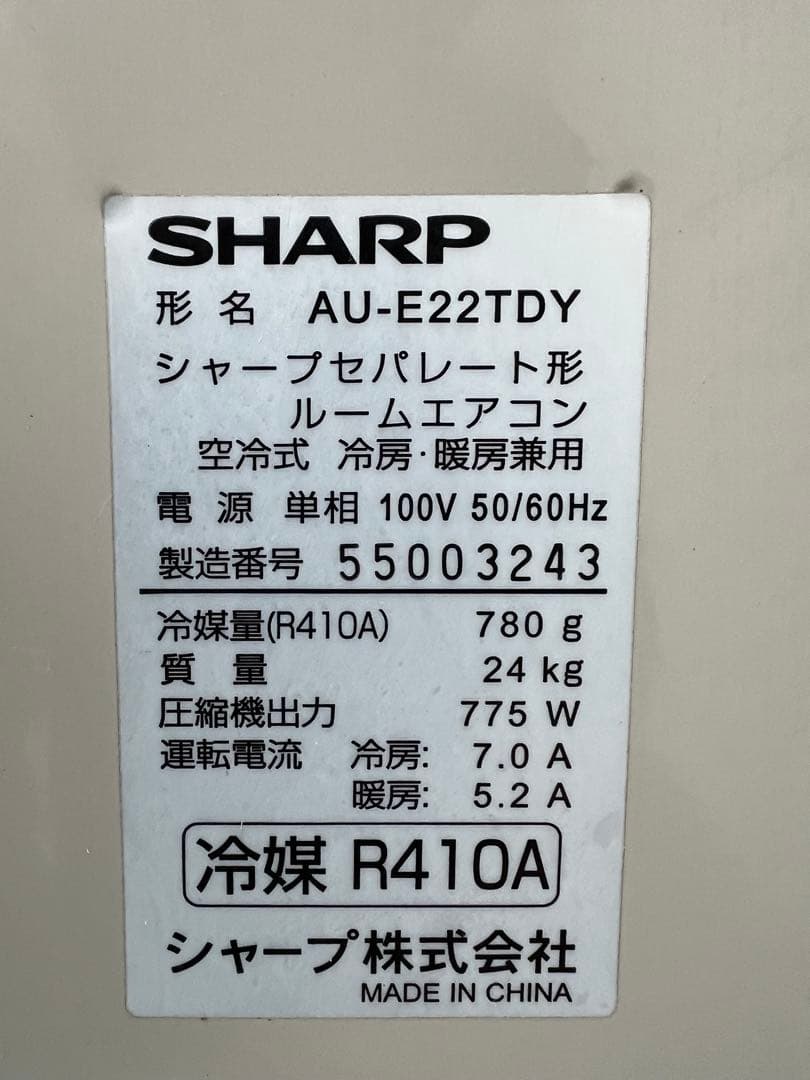 SHARP
形名 AU-E22TDY
シャープセパレート形
ルームエアコン
空冷式 冷房・暖房兼用
電源 単相 100V 50/60Hz
製造番号 55003243
冷媒量(R410A) 780 g
質量 24 kg
圧縮機出力 775 W
運転電流 冷房: 7.0 A
暖房: 5.2 A
冷媒 R410A
シャープ株式会社
MADE IN CHINA